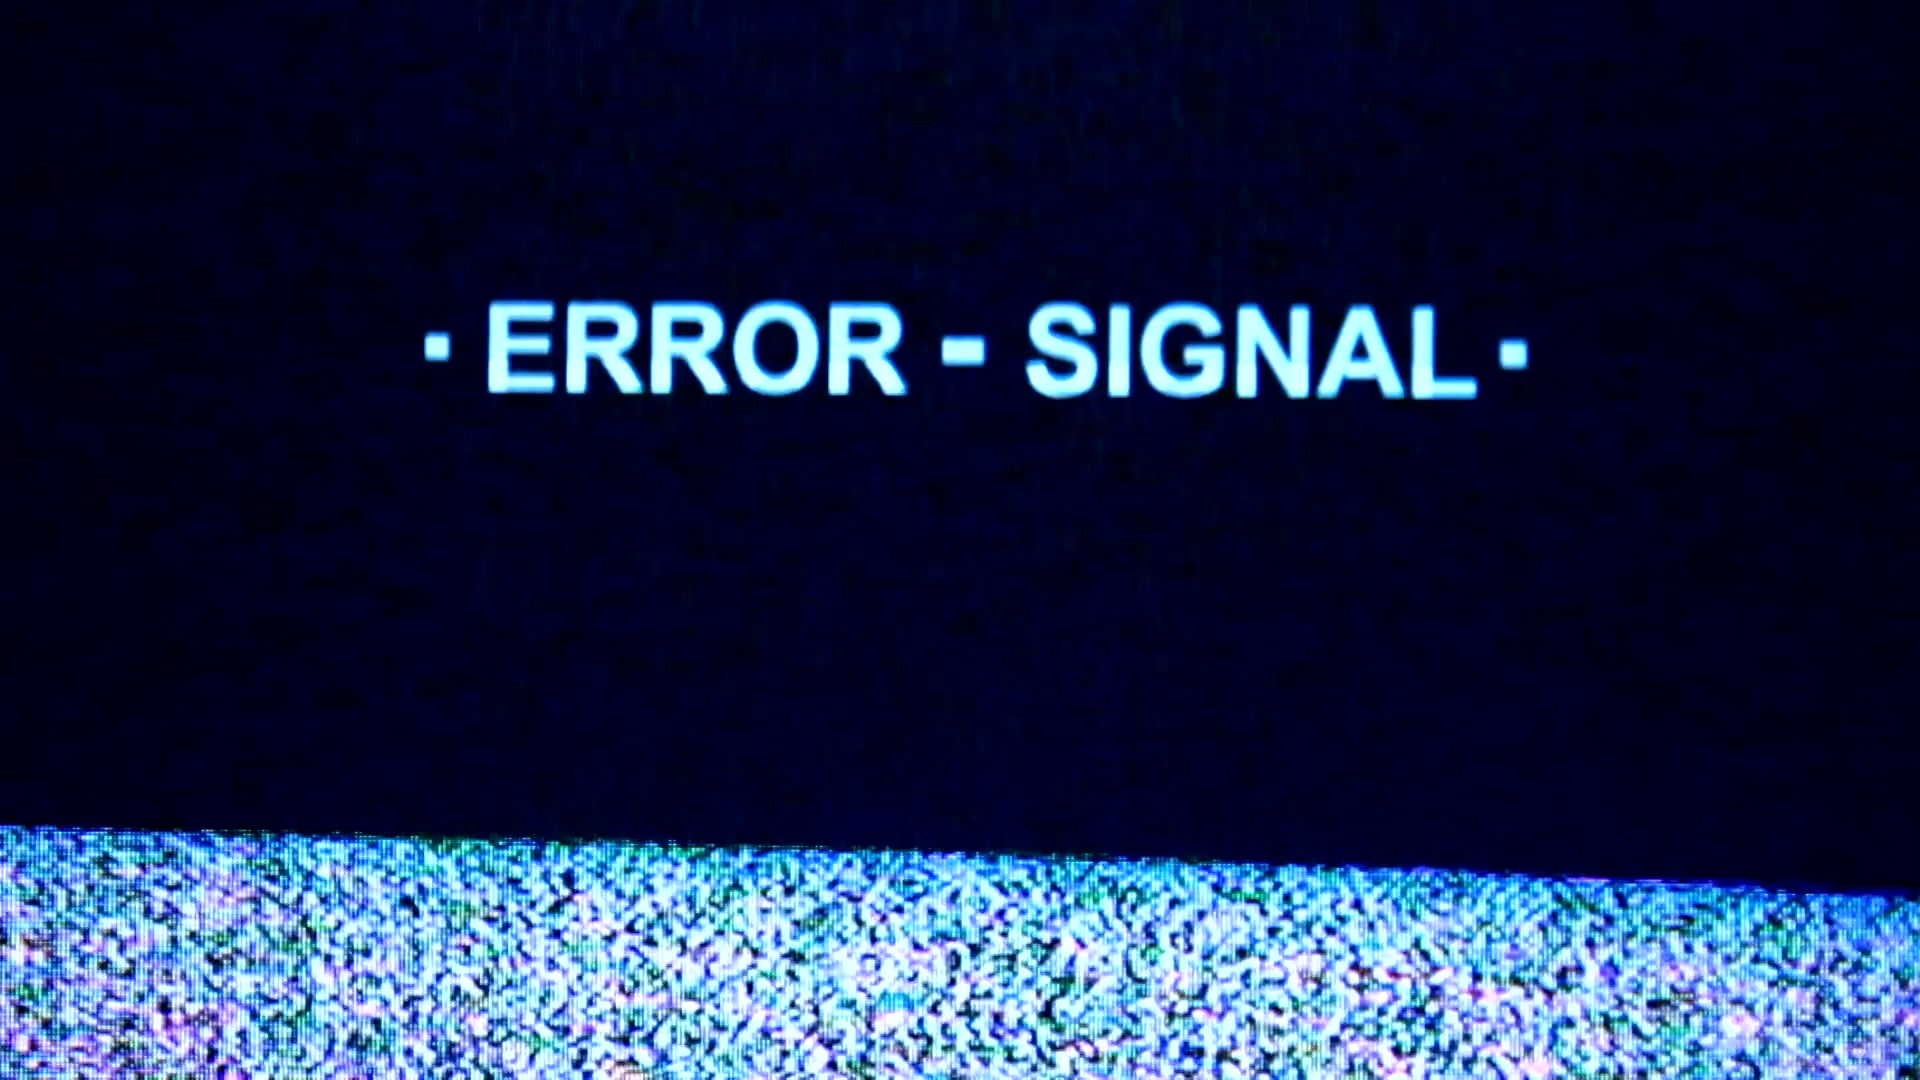 · ERROR - SIGNAL ·